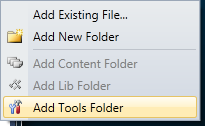 Add Existing File...
Add New Folder
Add Content Folder
Add Lib Folder
Add Tools Folder